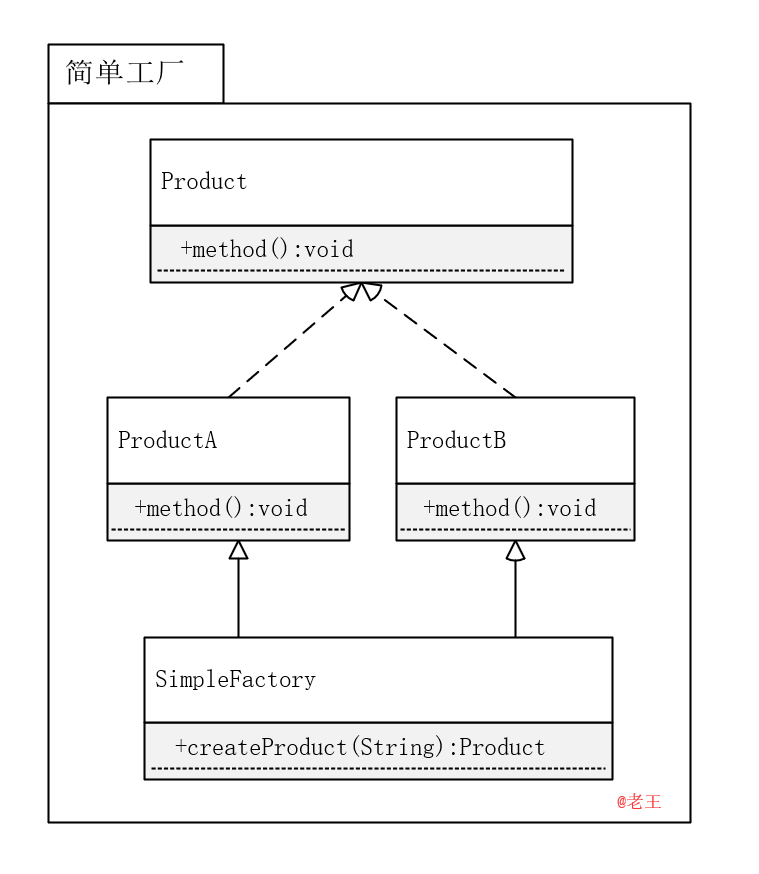 简单工厂
Product
+method():void
ProductA
+method():void
ProductB
+method():void
SimpleFactory
+createProduct(String):Product
@老王